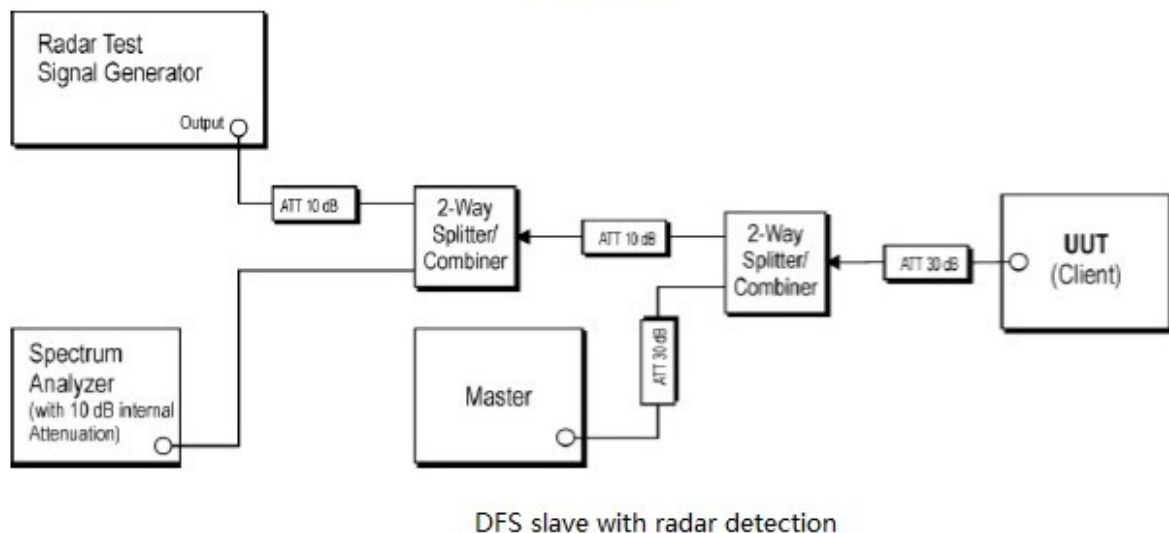 Radar Test
Signal Generator
Output
ATT 10 dB
2-Way
Splitter/
Combiner
ATT 10 dB
2-Way
Splitter/
Combiner
ATT 30 dB
UUT
(Client)
Spectrum
Analyzer
(with 10 dB internal
Attenuation)
Master
ATT 30 dB
DFS slave with radar detection